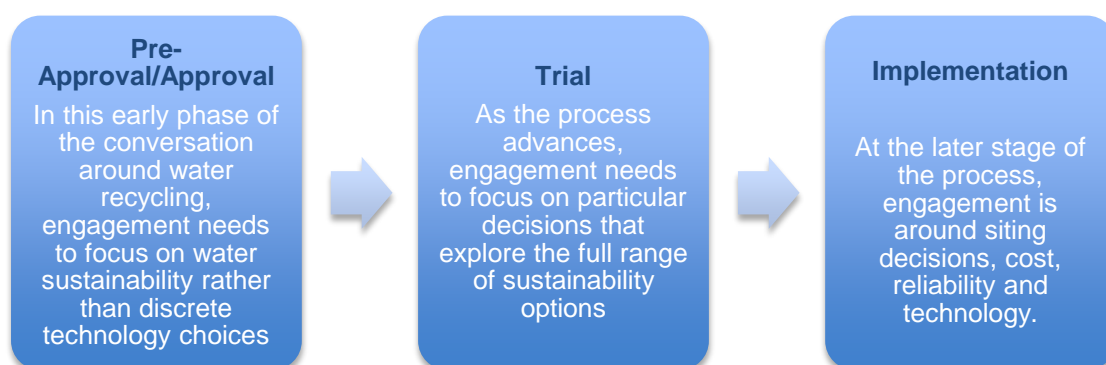 Pre-
Approval/Approval
In this early phase of
the conversation
around water
recycling,
engagement needs
to focus on water
sustainability rather
than discrete
technology choices
Trial
As the process
advances,
engagement needs
to focus on particular
decisions that
explore the full range
of sustainability
options
Implementation
At the later stage of
the process,
engagement is
around siting
decisions, cost,
reliability and
technology.